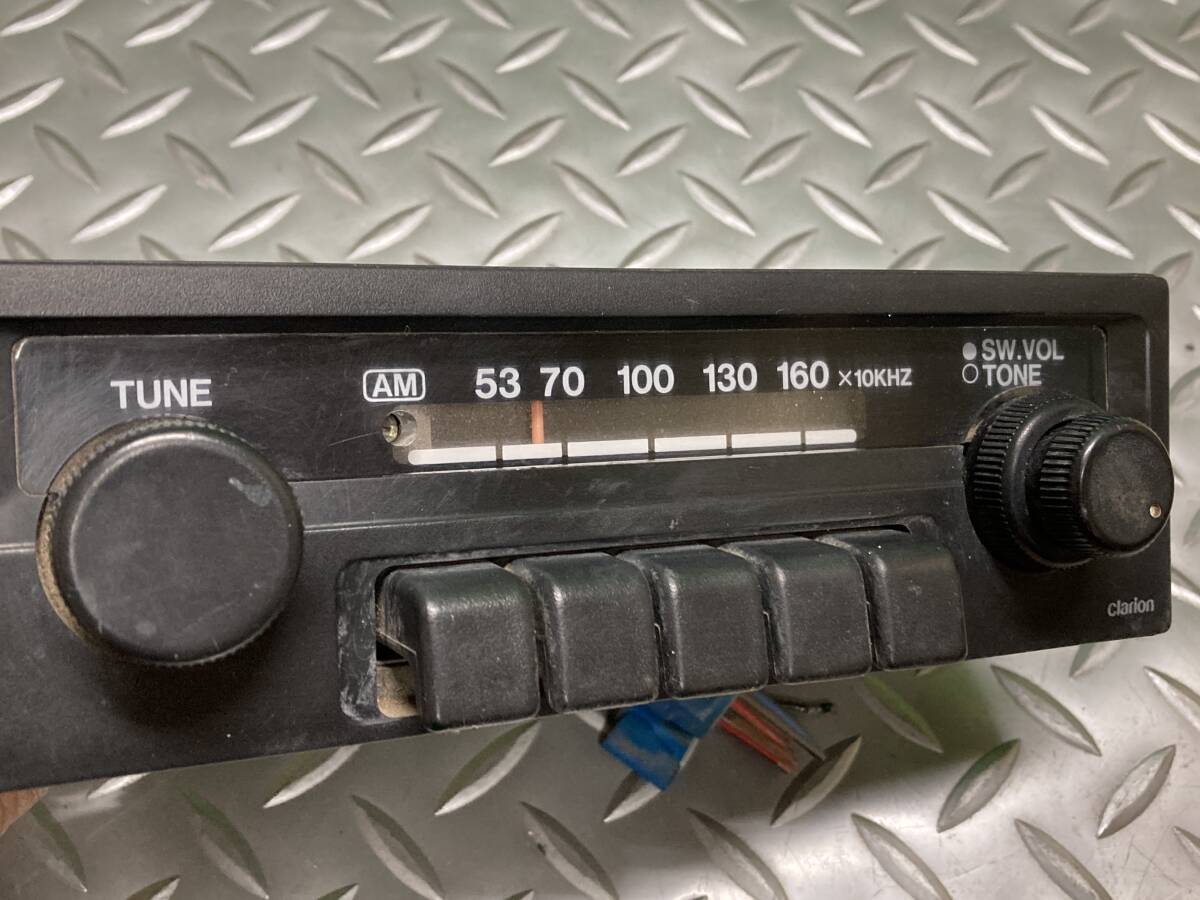 TUNE
AM 53 70 100 130 160 ×10KHZ
SW.VOL
TONE
clarion